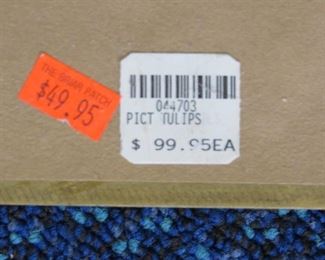 THE BRIAR PATCH
$49.95
044703
PICT TULIPS
$ 99.95EA